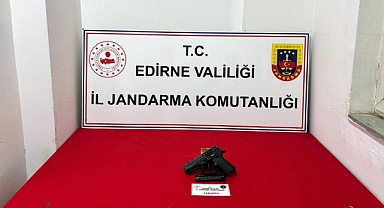 T.C.
EDİRNE VALİLİĞİ
İL JANDARMA KOMUTANLIĞI